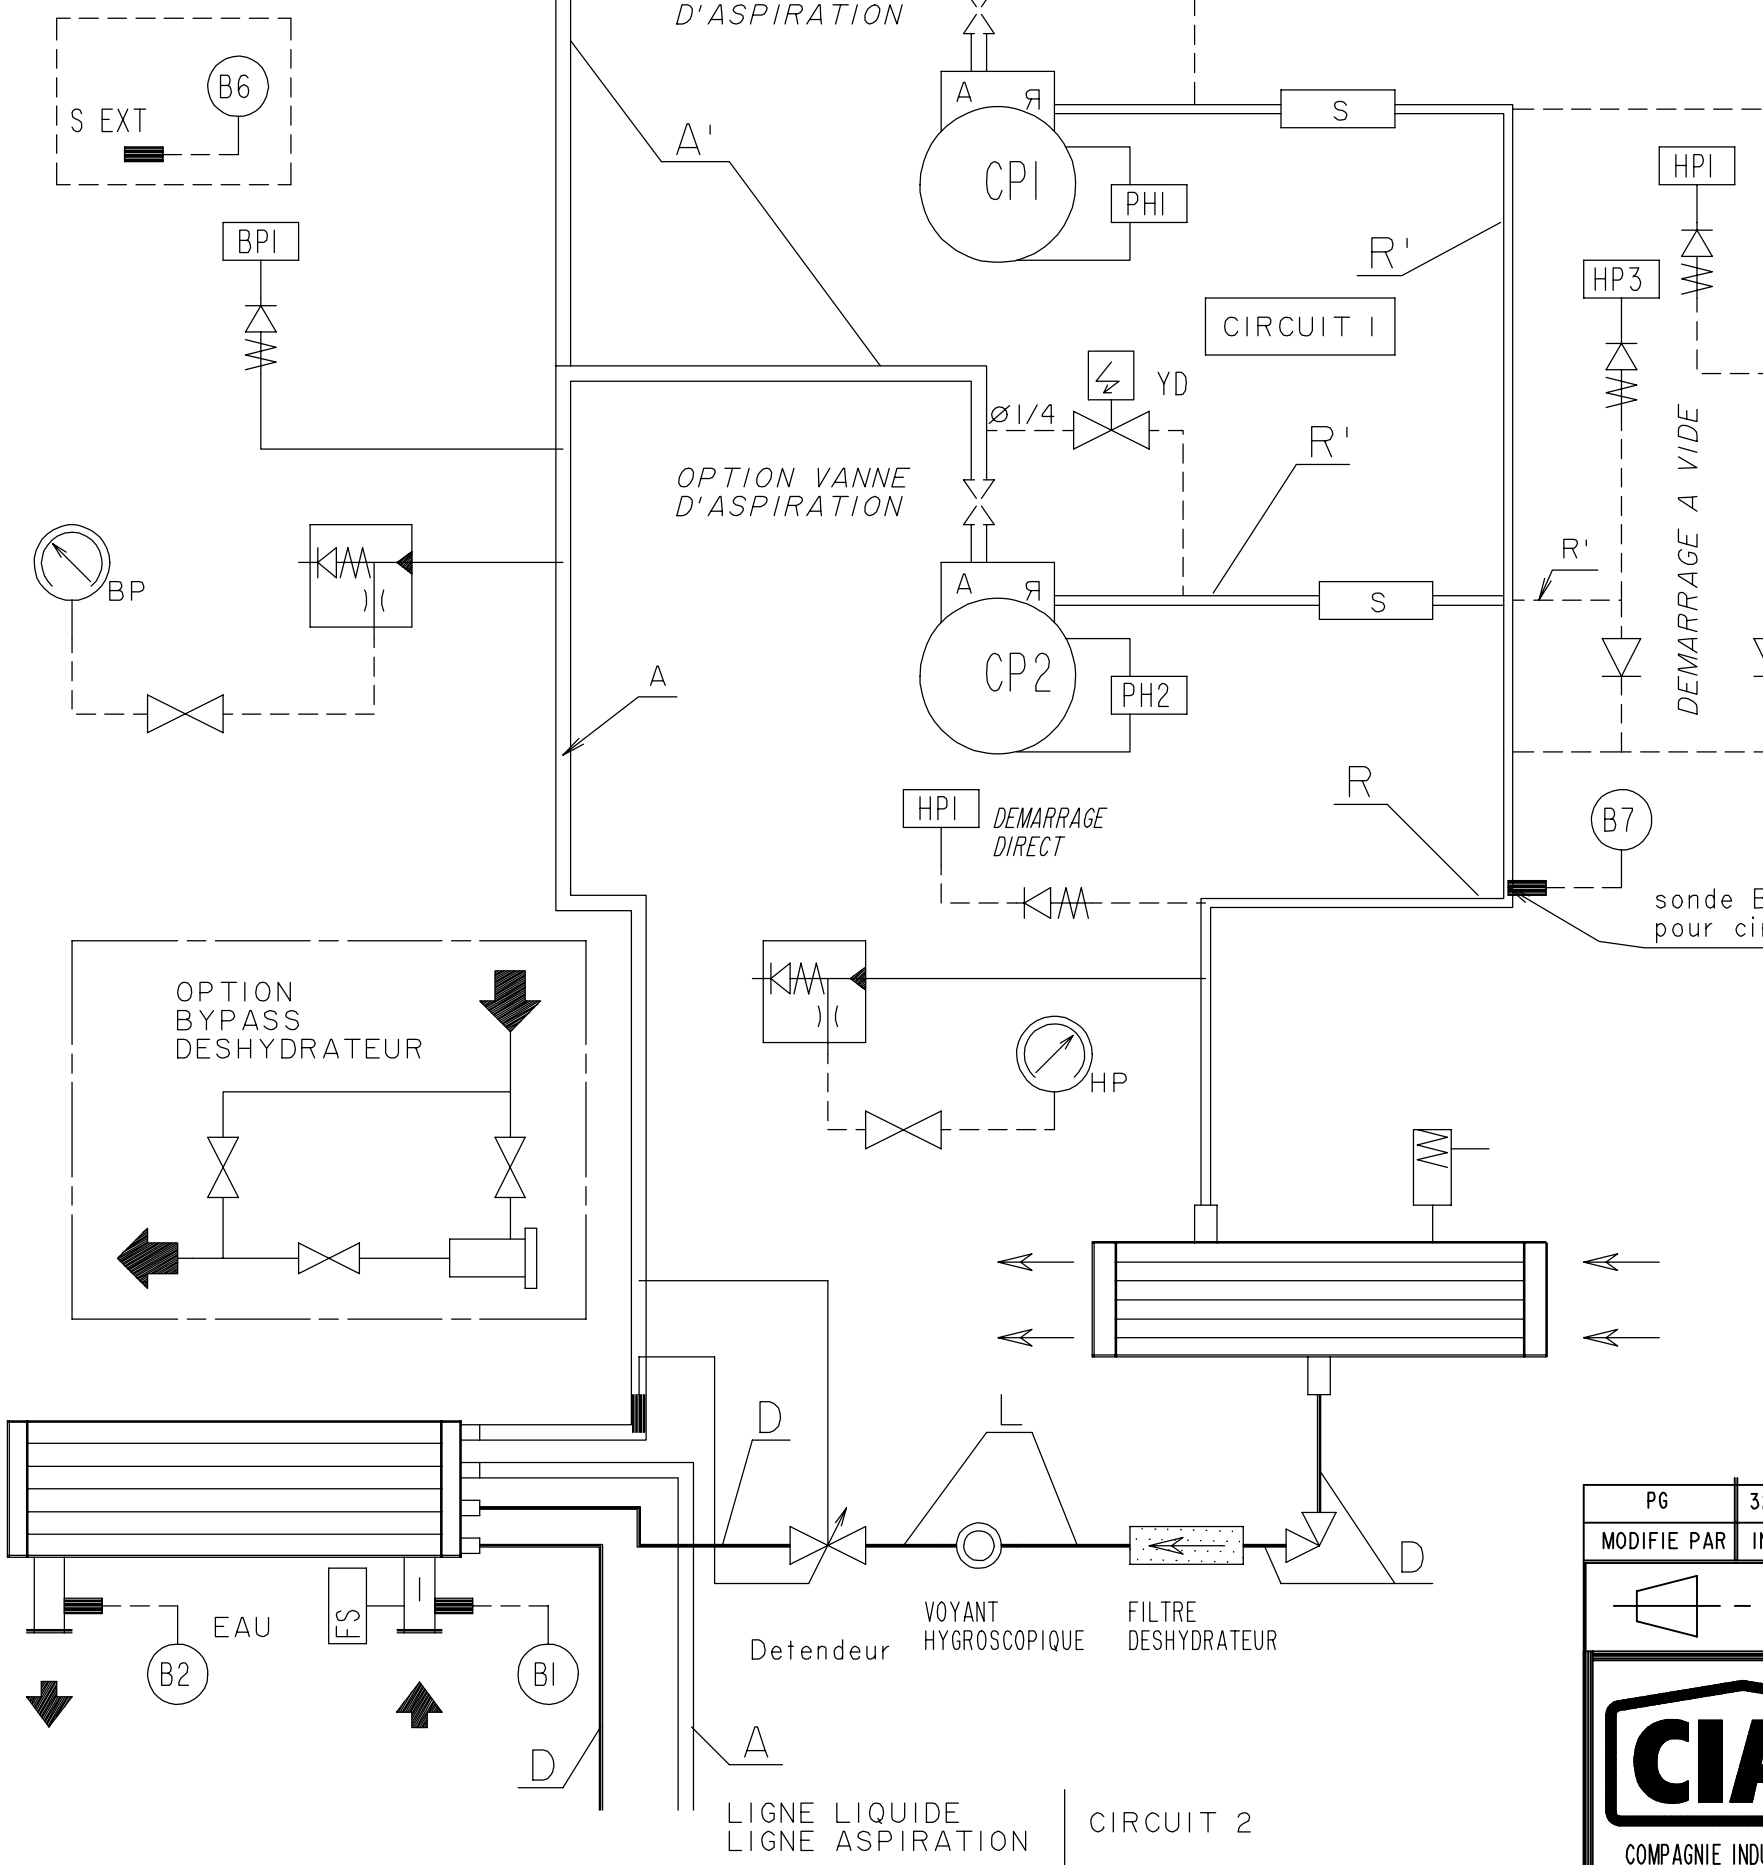 D'ASPIRATION
B6
S EXT
A'
A R
S
CP1
PH1
HP1
BP1
R'
HP3
CIRCUIT 1
YD
Ø1/4
R'
OPTION VANNE
D'ASPIRATION
DEMARRAGE A VIDE
BP
R'
A R
S
CP2
PH2
A
R
HP1
DEMARRAGE
DIRECT
B7
sonde
pour
OPTION
BYPASS
DESHYDRATEUR
HP
D
L
PG
MODIFIE PAR
D
VOYANT
HYGROSCOPIQUE
FILTRE
DESHYDRATEUR
Detendeur
EAU
FS
B2
B1
D
A
LIGNE LIQUIDE
LIGNE ASPIRATION
CIRCUIT 2
CIA
COMPAGNIE